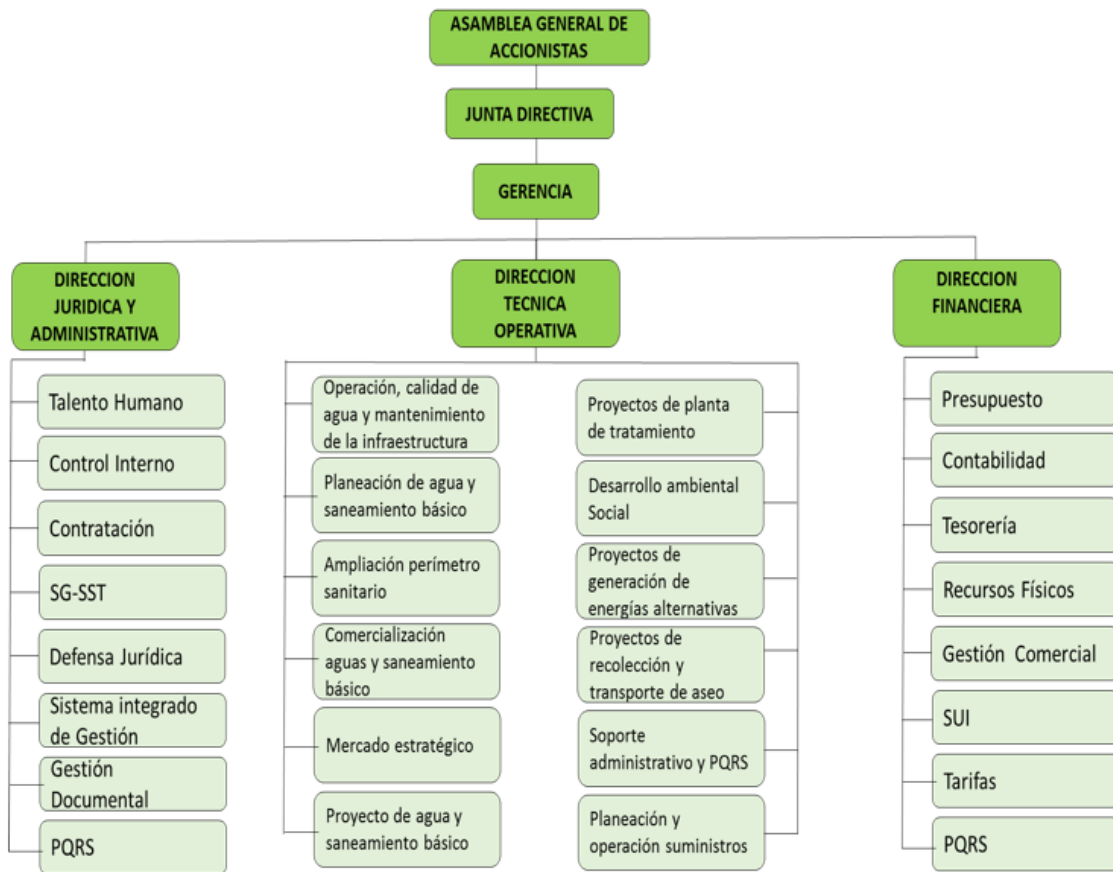 ASAMBLEA GENERAL DE
ACCIONISTAS
JUNTA DIRECTIVA
GERENCIA
DIRECCION
JURIDICA Y
ADMINISTRATIVA
Talento Humano
Control Interno
Contratación
SG-SST
Defensa Jurídica
Sistema integrado
de Gestión
Gestión
Documental
PQRS
DIRECCION
TECNICA
OPERATIVA
Operación, calidad de
agua y mantenimiento
de la infraestructura
Planeación de agua y
saneamiento básico
Ampliación perímetro
sanitario
Comercialización
aguas y saneamiento
básico
Mercado estratégico
Proyecto de agua y
saneamiento básico
Proyectos de planta
de tratamiento
Desarrollo ambiental
Social
Proyectos de
generación de
energías alternativas
Proyectos de
recolección y
transporte de aseo
Soporte
administrativo y PQRS
Planeación y
operación suministros
DIRECCION
FINANCIERA
Presupuesto
Contabilidad
Tesorería
Recursos Físicos
Gestión Comercial
SUI
Tarifas
PQRS